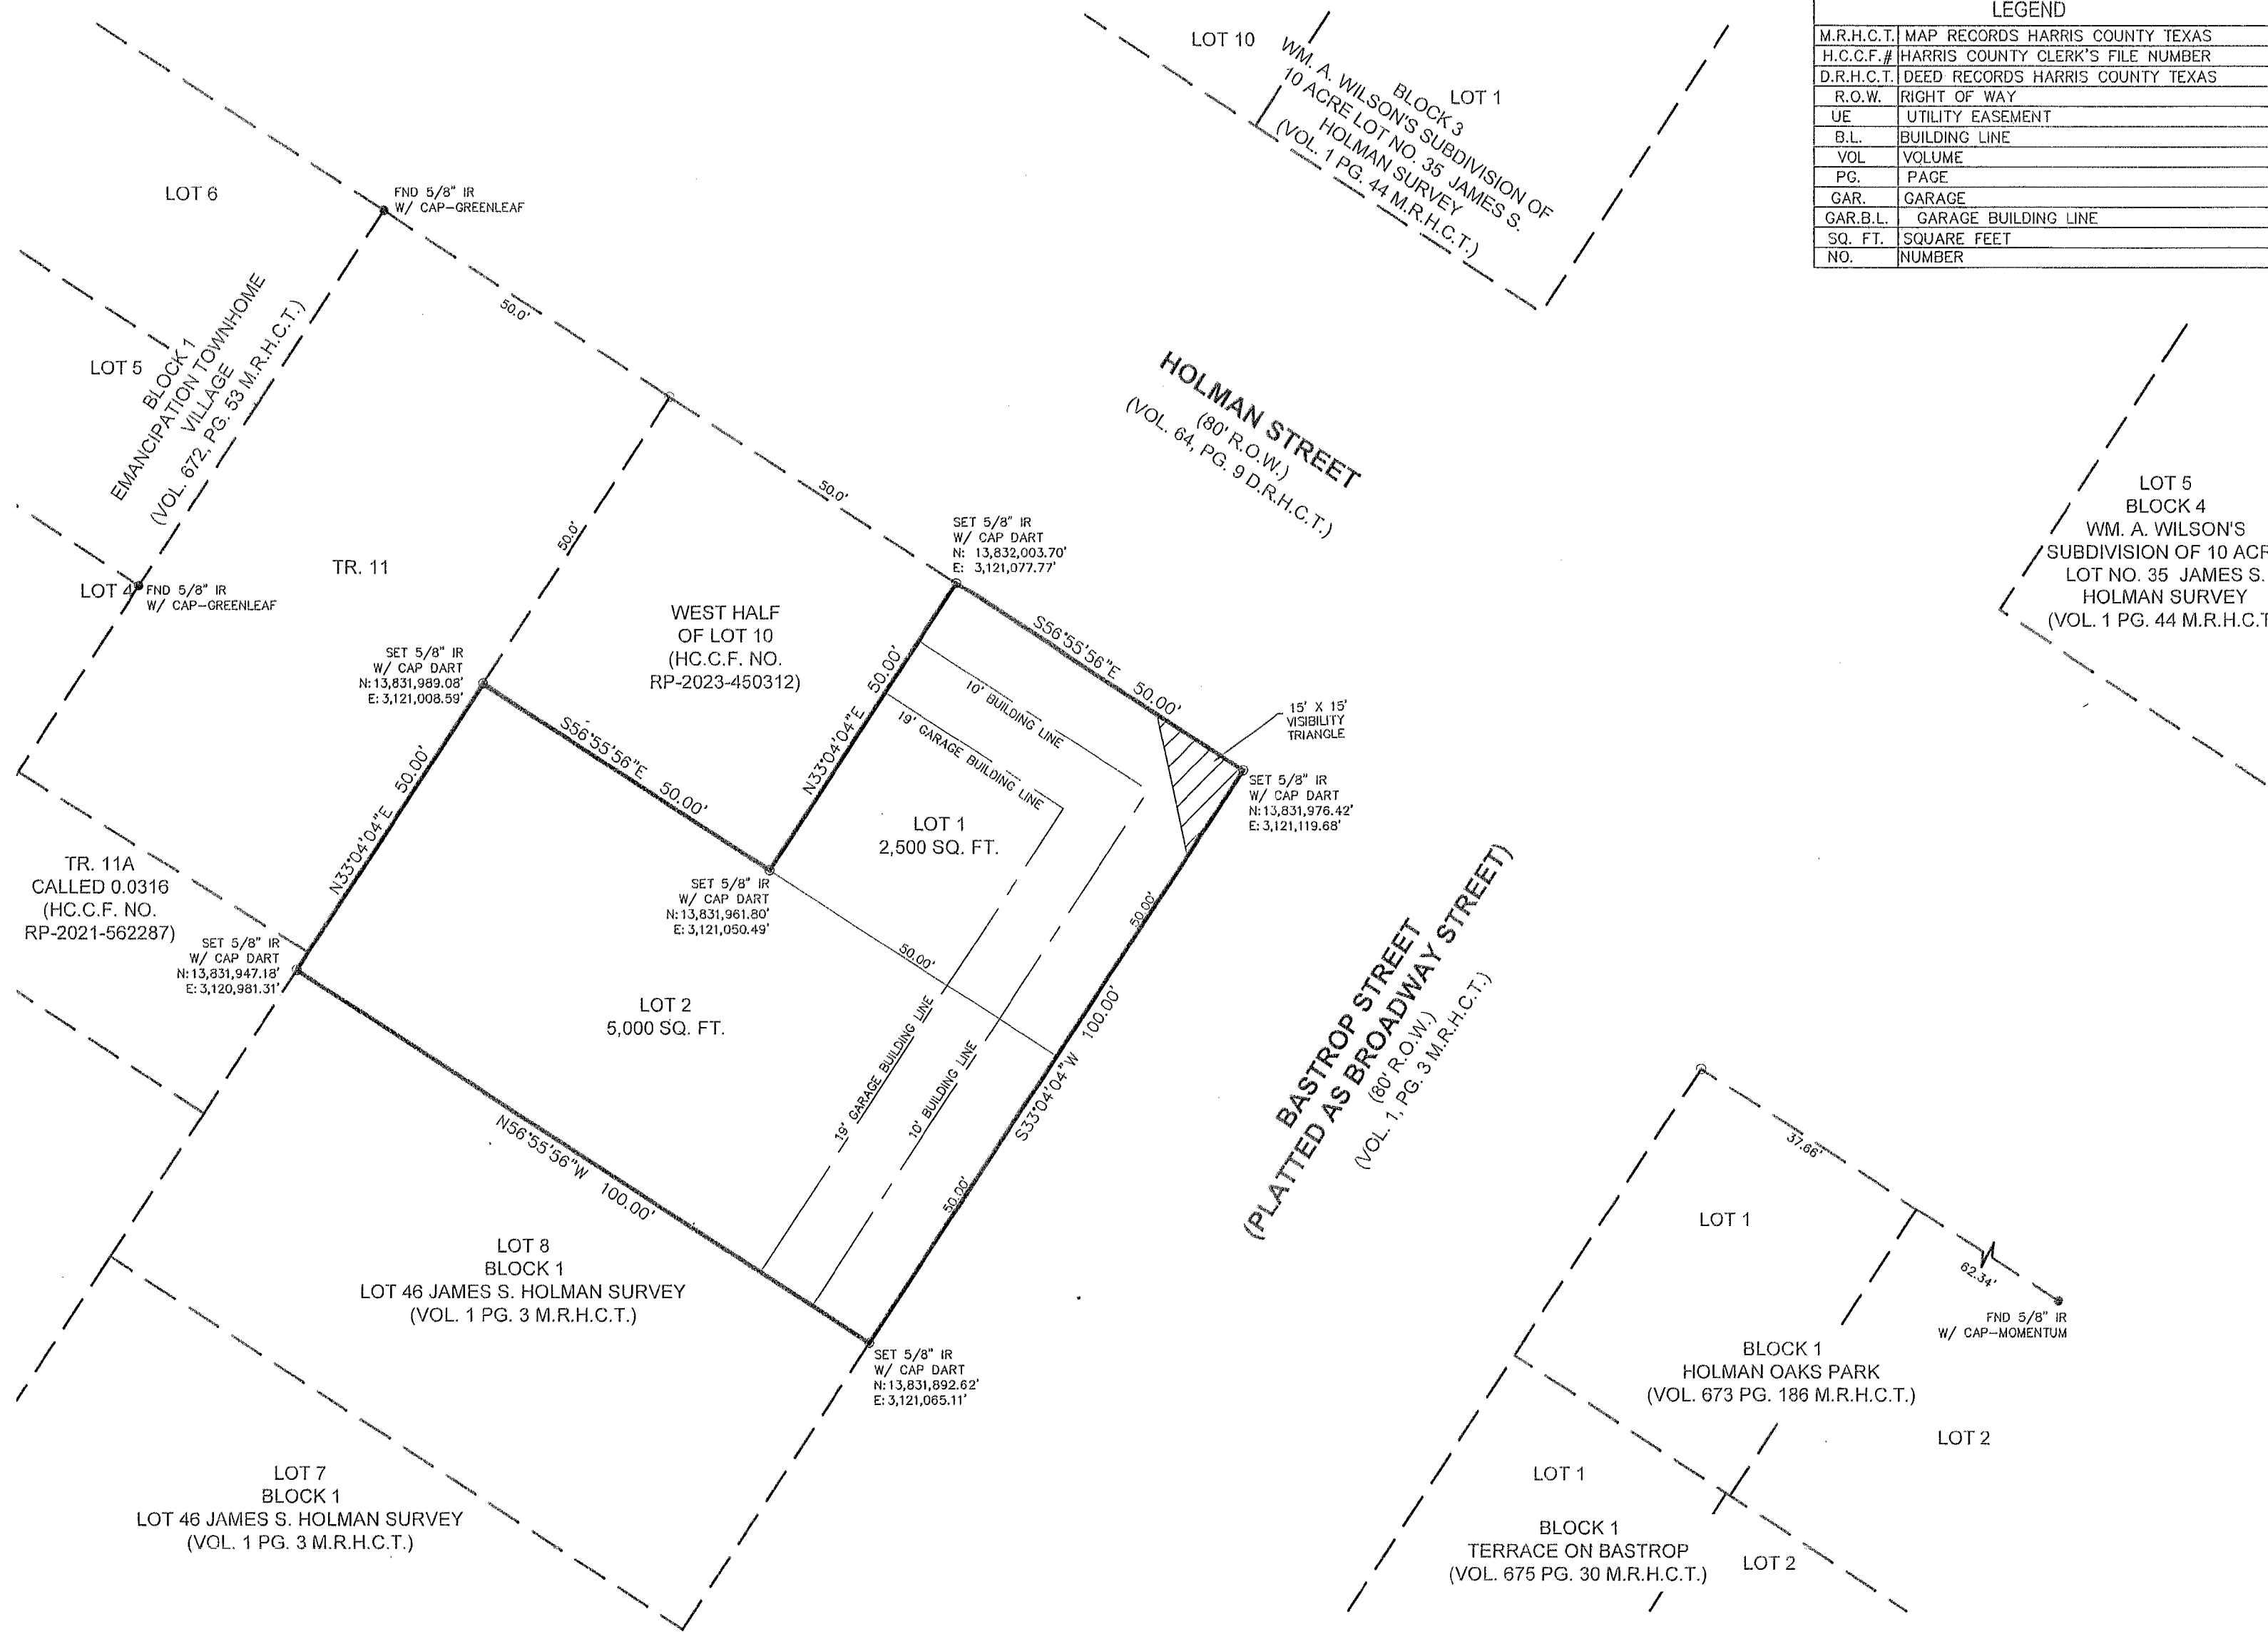 LEGEND
M.R.H.C.T. MAP RECORDS HARRIS COUNTY TEXAS
H.C.C.F.# HARRIS COUNTY CLERK'S FILE NUMBER
D.R.H.C.T. DEED RECORDS HARRIS COUNTY TEXAS
R.O.W. RIGHT OF WAY
UE UTILITY EASEMENT
B.L. BUILDING LINE
VOL VOLUME
PG. PAGE
GAR. GARAGE
GAR.B.L. GARAGE BUILDING LINE
SQ. FT. SQUARE FEET
NO. NUMBER
LOT 10
LOT 1
BLOCK 3
WM. A. WILSON'S SUBDIVISION OF
10 ACRE LOT NO. 35 JAMES S.
HOLMAN SURVEY
(VOL. 1 PG. 44 M.R.H.C.T.)
LOT 6
FND 5/8" IR
W/ CAP-GREENLEAF
50.0'
LOT 5
BLOCK 1
EMANCIPATION TOWNHOME
VILLAGE
(VOL. 672, PG. 53 M.R.H.C.T.)
HOLMAN STREET
(80' R.O.W.)
(VOL. 64, PG. 9 D.R.H.C.T.)
50.0'
50.0'
SET 5/8" IR
W/ CAP DART
N: 13,832,003.70'
E: 3,121,077.77'
LOT 5
BLOCK 4
WM. A. WILSON'S
SUBDIVISION OF 10 ACR
LOT NO. 35 JAMES S.
HOLMAN SURVEY
(VOL. 1 PG. 44 M.R.H.C.T
TR. 11
LOT 4
FND 5/8" IR
W/ CAP-GREENLEAF
WEST HALF
OF LOT 10
(HC.C.F. NO.
RP-2023-450312)
SET 5/8" IR
W/ CAP DART
N:13,831,989.08'
E: 3,121,008.59'
S56°55'56"E 50.00'
N33°04'04"E 50.00'
10' BUILDING LINE
19' GARAGE BUILDING LINE
15' X 15'
VISIBILITY
TRIANGLE
SET 5/8" IR
W/ CAP DART
N:13,831,976.42'
E: 3,121,119.68'
S56°55'56"E 50.00'
N33°04'04"E 50.00'
LOT 1
2,500 SQ. FT.
SET 5/8" IR
W/ CAP DART
N:13,831,961.80'
E: 3,121,050.49'
50.00'
50.00'
TR. 11A
CALLED 0.0316
(HC.C.F. NO.
RP-2021-562287)
SET 5/8" IR
W/ CAP DART
N:13,831,947.18'
E: 3,120,981.31'
LOT 2
5,000 SQ. FT.
19' GARAGE BUILDING LINE
10' BUILDING LINE
S33°04'04"W 100.00'
50.00'
BASTROP STREET
(PLATTED AS BROADWAY STREET)
(80' R.O.W.)
(VOL. 1, PG. 3 M.R.H.C.T.)
N56°55'56"W 100.00'
LOT 8
BLOCK 1
LOT 46 JAMES S. HOLMAN SURVEY
(VOL. 1 PG. 3 M.R.H.C.T.)
SET 5/8" IR
W/ CAP DART
N:13,831,892.62'
E: 3,121,065.11'
37.66'
LOT 1
62.34'
FND 5/8" IR
W/ CAP-MOMENTUM
BLOCK 1
HOLMAN OAKS PARK
(VOL. 673 PG. 186 M.R.H.C.T.)
LOT 2
LOT 7
BLOCK 1
LOT 46 JAMES S. HOLMAN SURVEY
(VOL. 1 PG. 3 M.R.H.C.T.)
LOT 1
BLOCK 1
TERRACE ON BASTROP
(VOL. 675 PG. 30 M.R.H.C.T.)
LOT 2